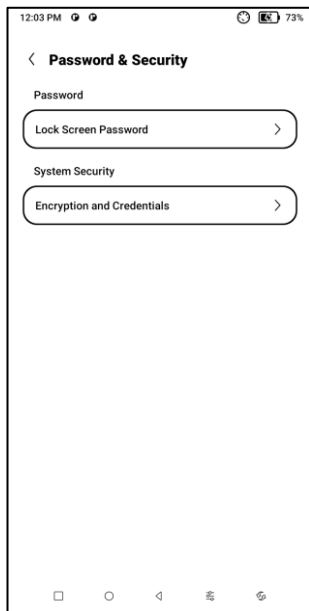 12:03 PM 73%
Password & Security
Password
Lock Screen Password
System Security
Encryption and Credentials